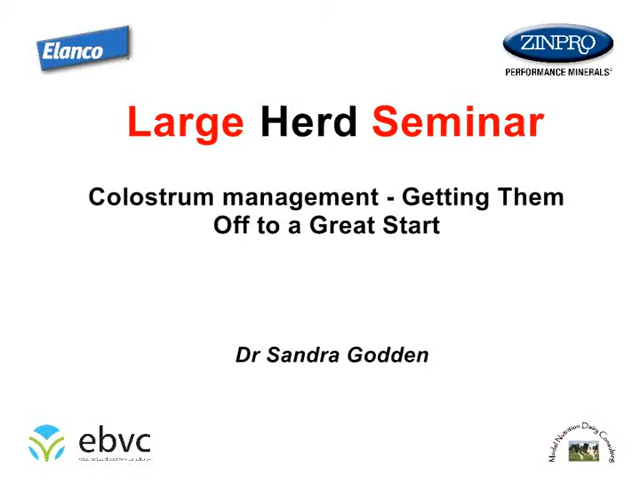 Elanco
ZINPRO
PERFORMANCE MINERALS
Large Herd Seminar
Colostrum management - Getting Them
Off to a Great Start
Dr Sandra Godden
ebvc
Model Nutrition Dairy Consulting